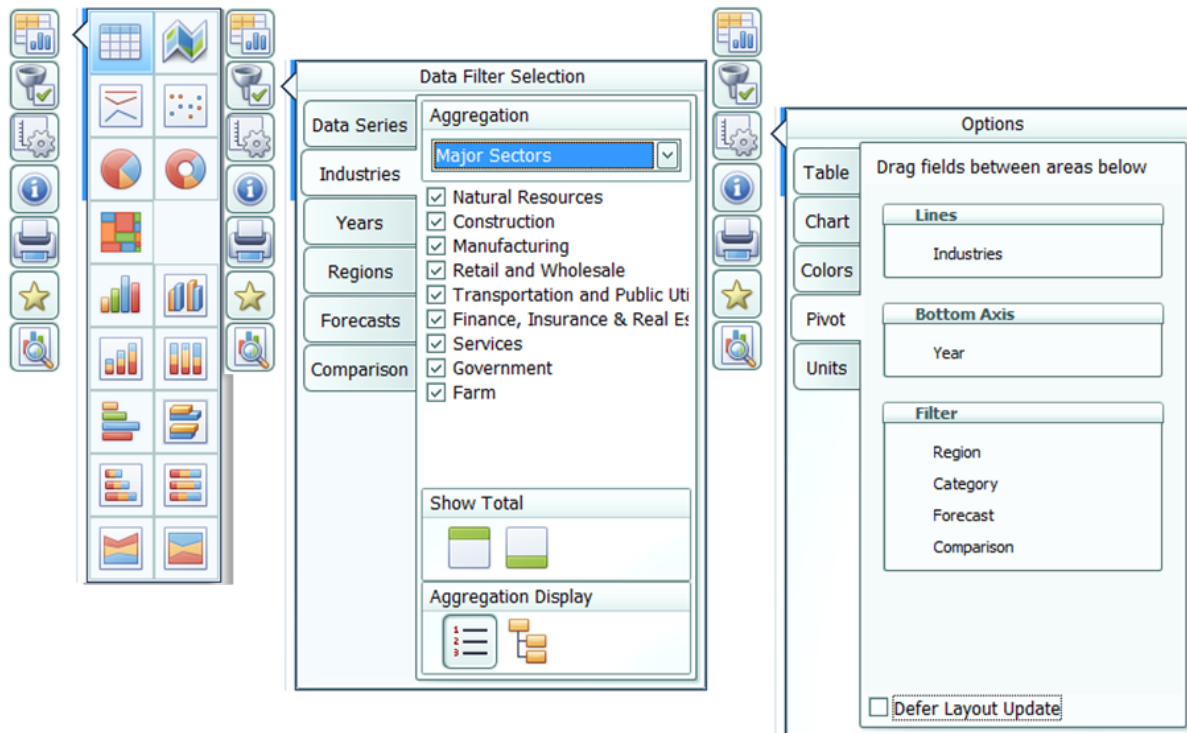 Data Filter Selection
Data Series
Industries
Years
Regions
Forecasts
Comparison
Aggregation
Major Sectors
Natural Resources
Construction
Manufacturing
Retail and Wholesale
Transportation and Public Uti
Finance, Insurance & Real Es
Services
Government
Farm
Show Total
Aggregation Display
1
2
3
Options
Table
Chart
Colors
Pivot
Units
Drag fields between areas below
Lines
Industries
Bottom Axis
Year
Filter
Region
Category
Forecast
Comparison
Defer Layout Update